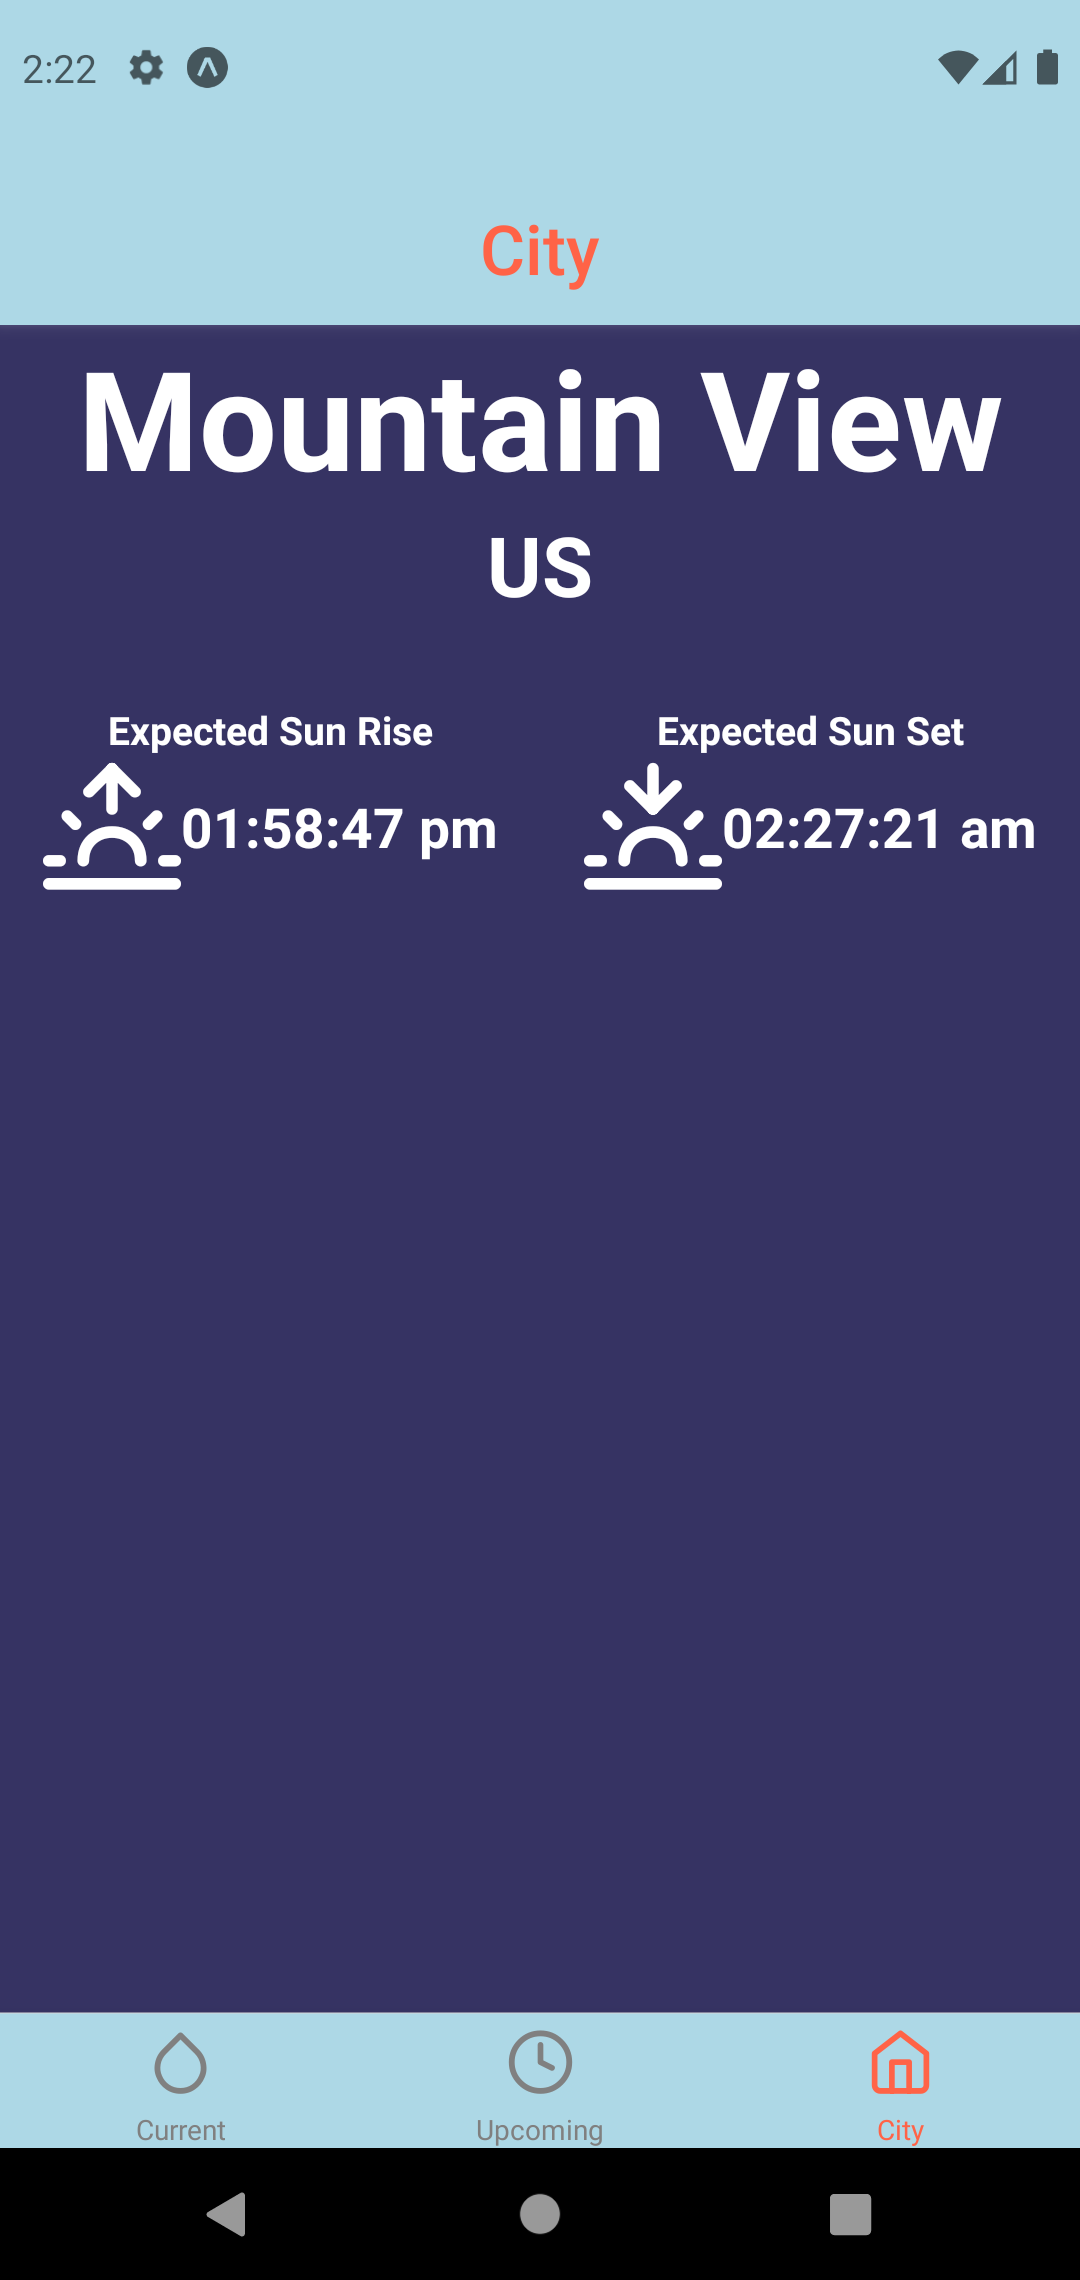 2:22
City
Mountain View
US
Expected Sun Rise
Expected Sun Set
01:58:47 pm
02:27:21 am
Current
Upcoming
City